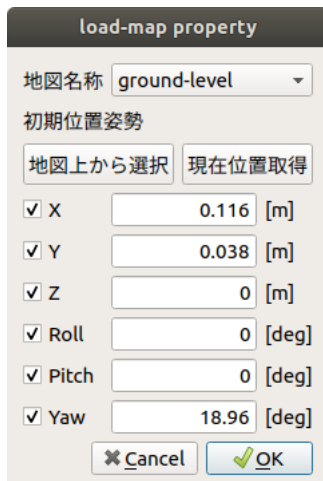 load-map property
地図名称 ground-level
初期位置姿勢
地図上から選択 現在位置取得
X 0.116 [m]
Y 0.038 [m]
Z 0 [m]
Roll 0 [deg]
Pitch 0 [deg]
Yaw 18.96 [deg]
Cancel OK